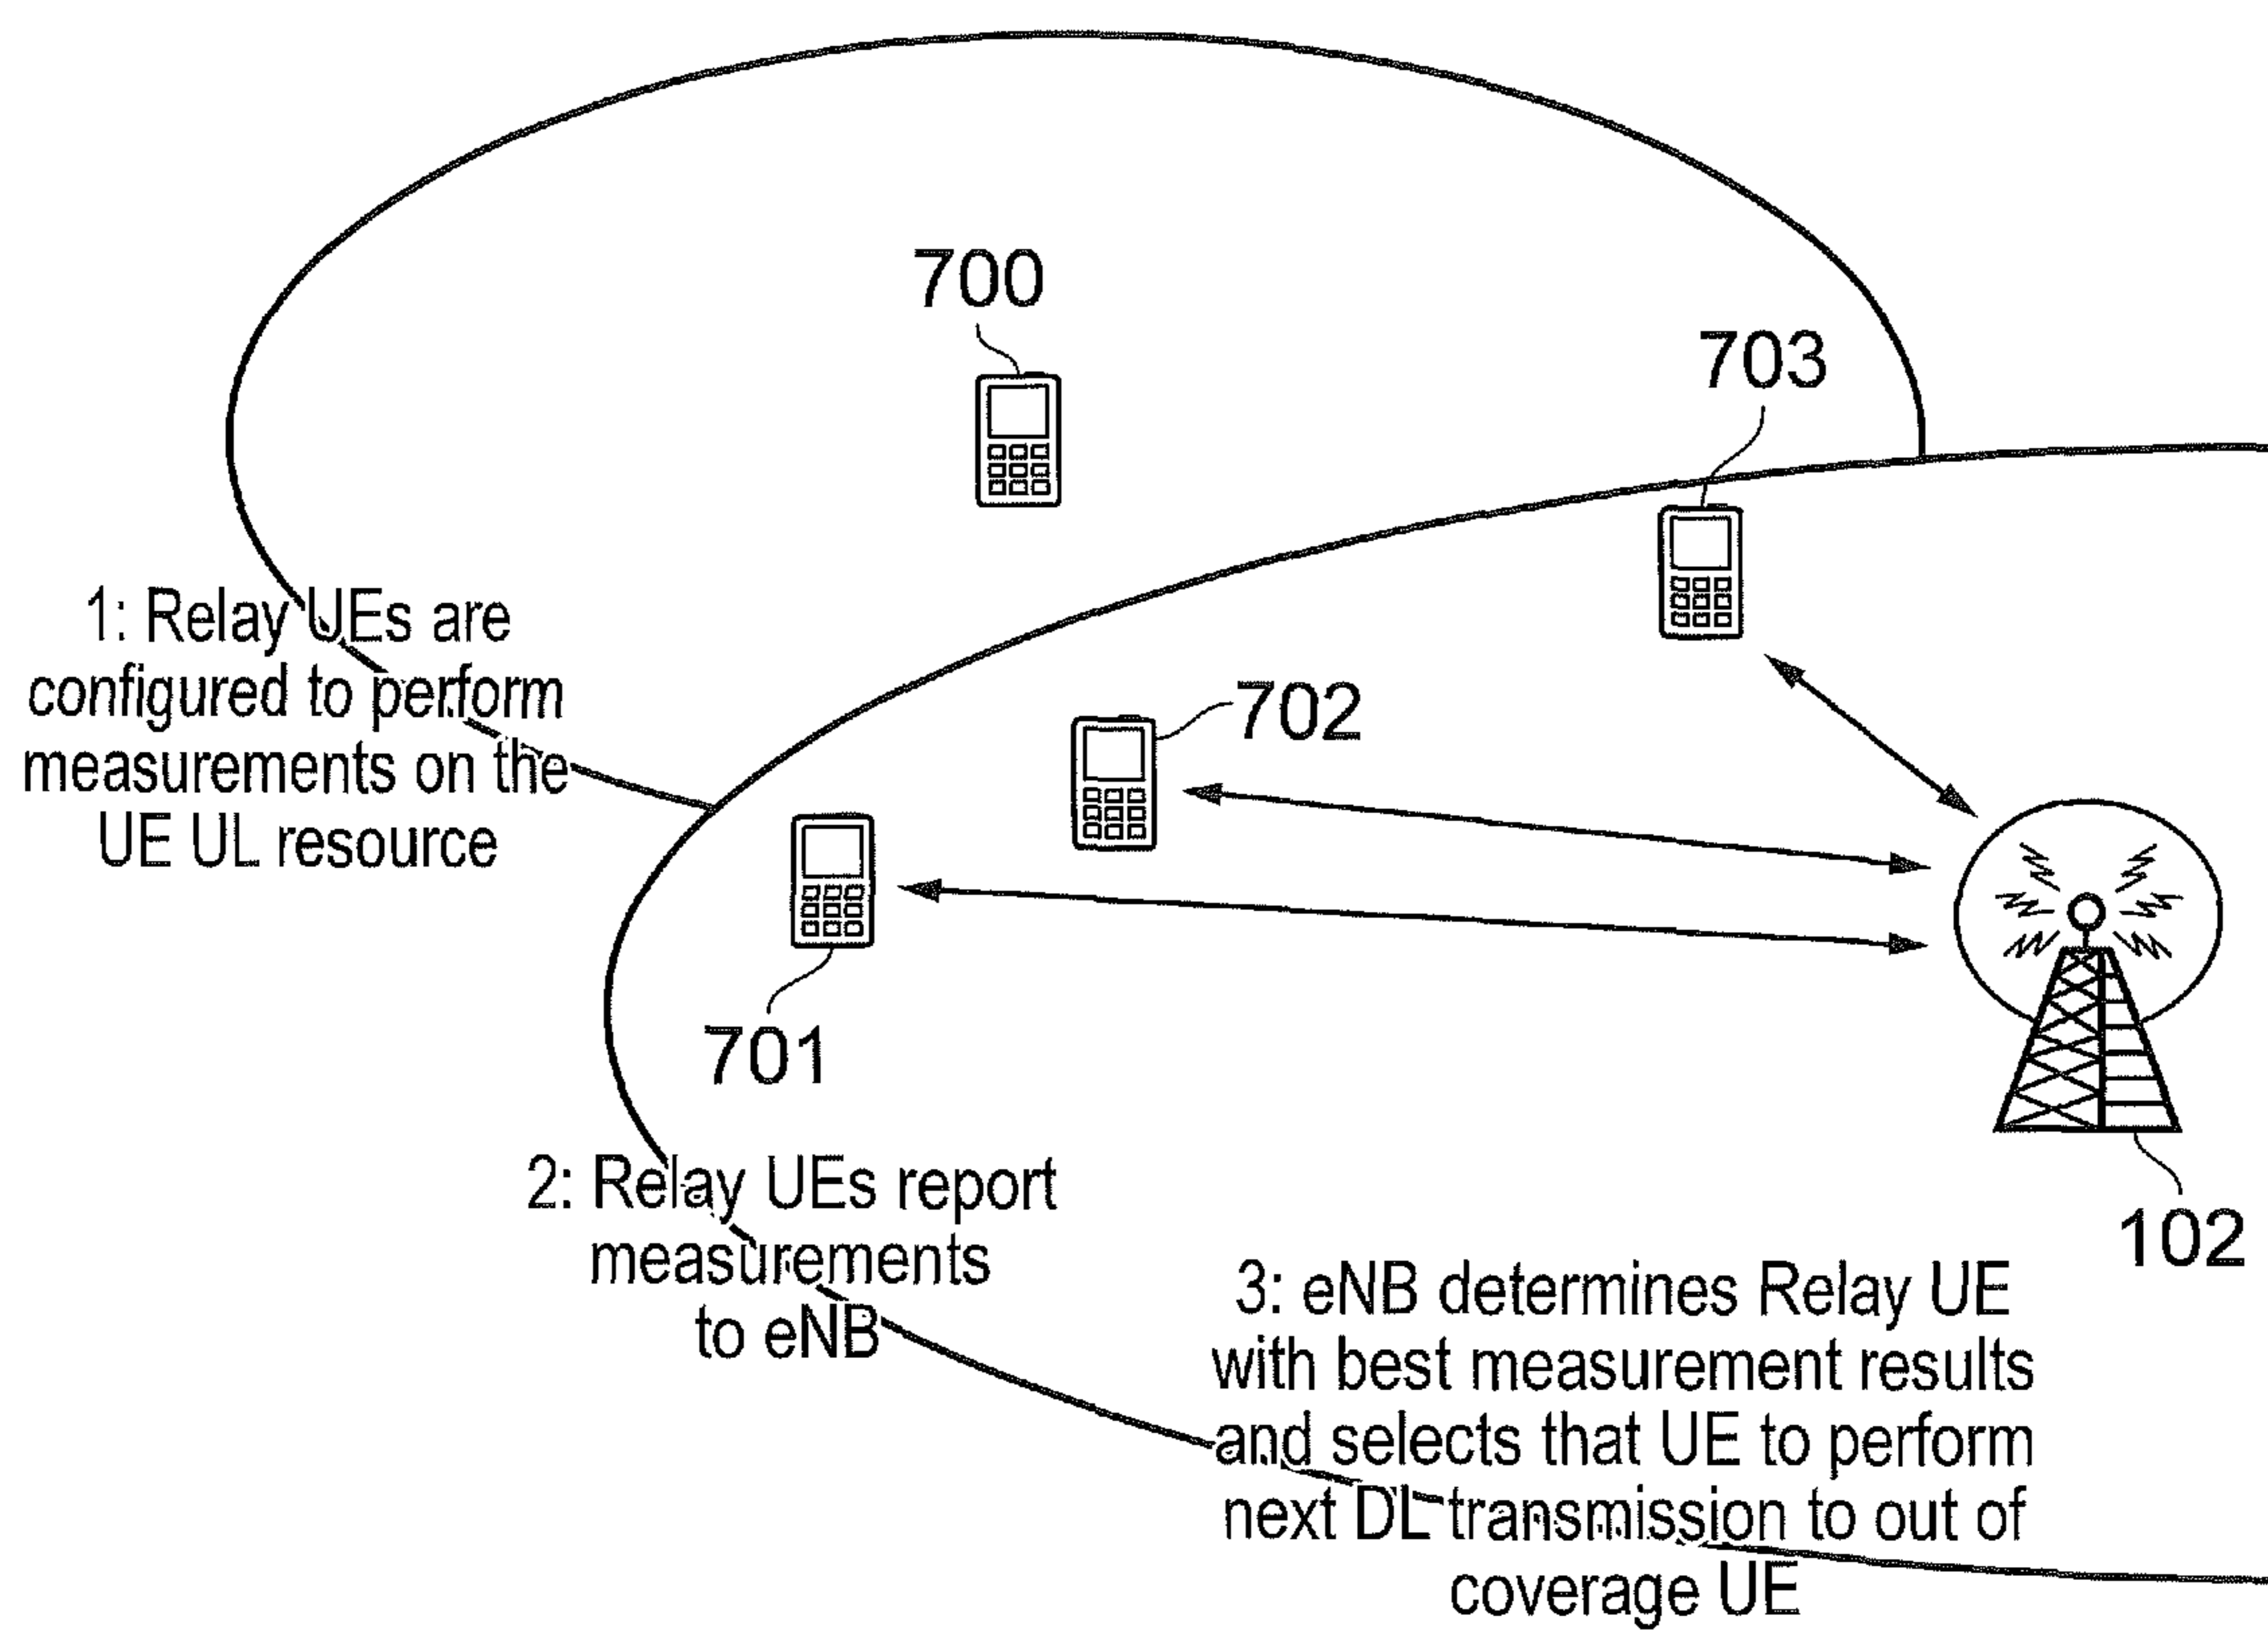 700
703
1: Relay UEs are
configured to perform
measurements on the
UE UL resource
702
701
102
2: Relay UEs report
measurements
to eNB
3: eNB determines Relay UE
with best measurement results
and selects that UE to perform
next DL transmission to out of
coverage UE